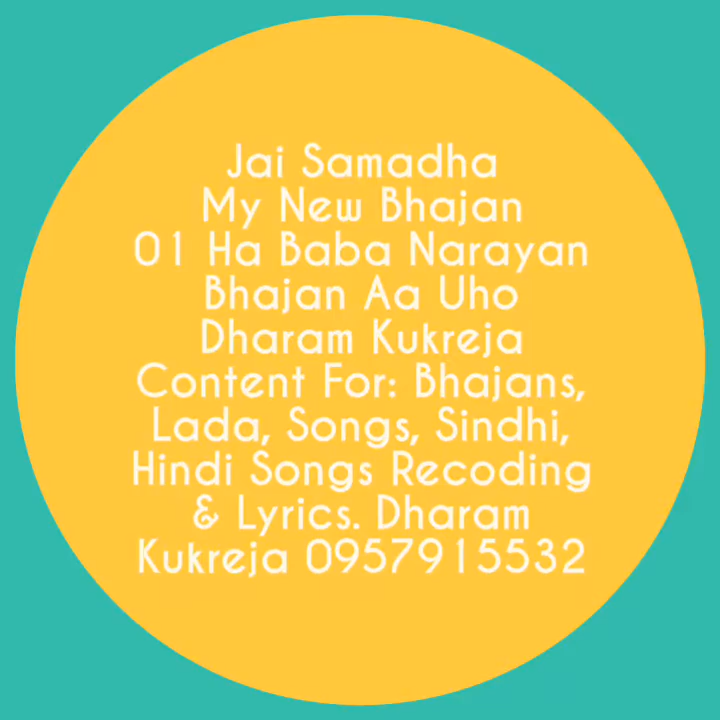 Jai Samadha
My New Bhajan
01 Ha Baba Narayan
Bhajan Aa Uho
Dharam Kukreja
Content For: Bhajans,
Lada, Songs, Sindhi,
Hindi Songs Recoding
& Lyrics. Dharam
Kukreja 0957915532